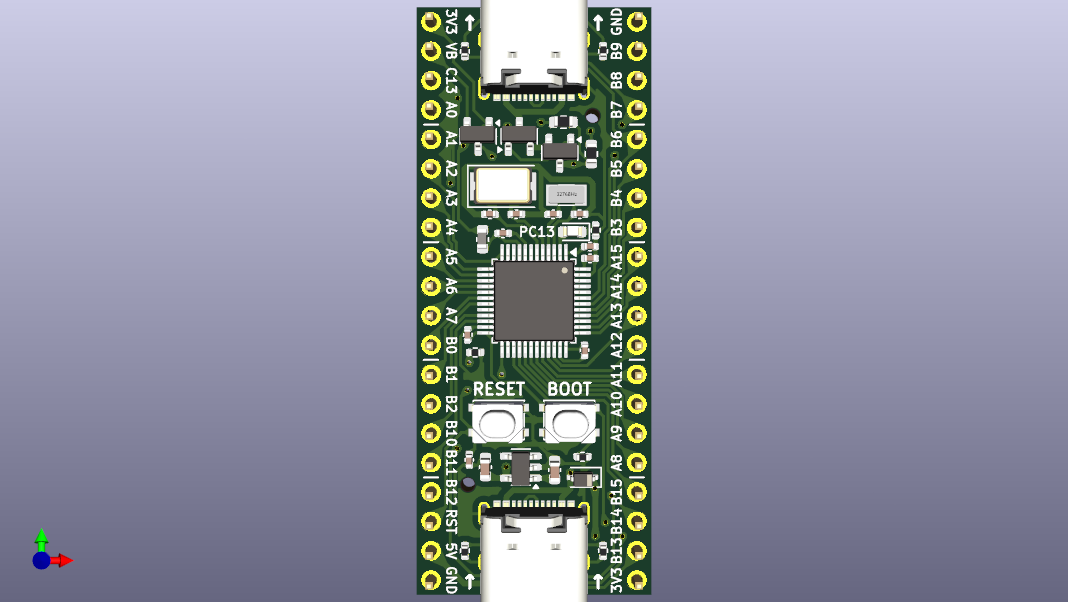 3V3
VB
C13
A0
A1
A2
A3
A4
A5
A6
A7
B0
B1
B2
B10
B11
B12
RST
5V
GND
32768Hz
PC13
RESET BOOT
GND
B9
B8
B7
B6
B5
B4
B3
A15
A14
A13
A12
A11
A10
A9
A8
B15
B14
B13
3V3